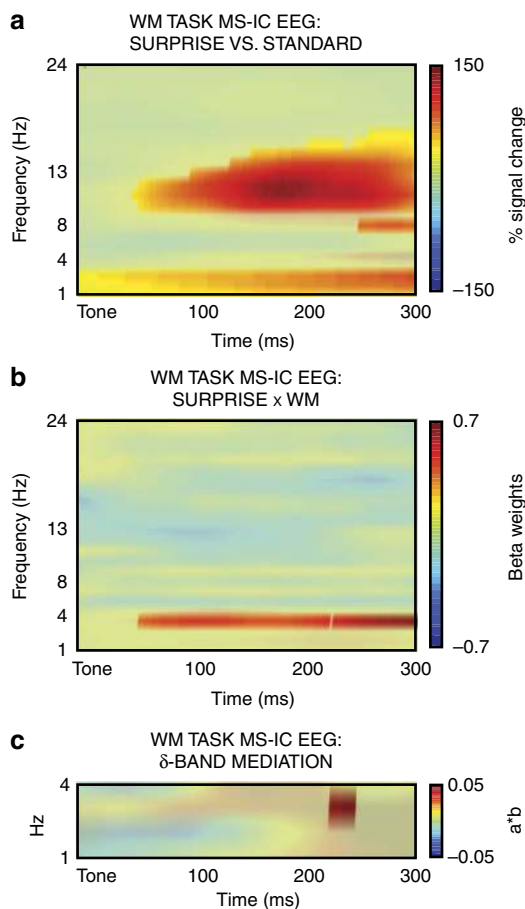 a
WM TASK MS-IC EEG:
SURPRISE VS. STANDARD
24
13
8
4
1
Frequency (Hz)
Tone
100
200
300
Time (ms)
150
–150
% signal change
b
WM TASK MS-IC EEG:
SURPRISE x WM
24
13
8
4
1
Frequency (Hz)
Tone
100
200
300
Time (ms)
0.7
–0.7
Beta weights
c
WM TASK MS-IC EEG:
δ-BAND MEDIATION
4
1
Hz
Tone
100
200
300
Time (ms)
0.05
–0.05
a*b